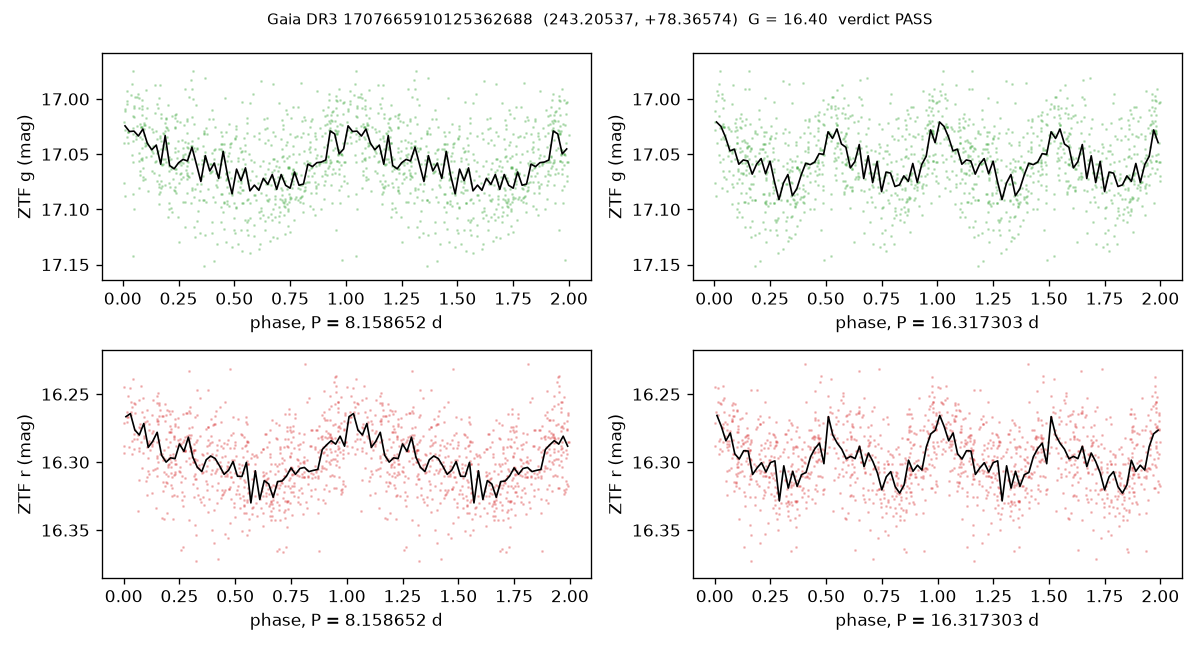 Gaia DR3 1707665910125362688 (243.20537, +78.36574) G = 16.40 verdict PASS
ZTF g (mag)
17.00
17.05
17.10
17.15
0.00 0.25 0.50 0.75 1.00 1.25 1.50 1.75 2.00
phase, P = 8.158652 d
ZTF g (mag)
17.00
17.05
17.10
17.15
0.00 0.25 0.50 0.75 1.00 1.25 1.50 1.75 2.00
phase, P = 16.317303 d
ZTF r (mag)
16.25
16.30
16.35
0.00 0.25 0.50 0.75 1.00 1.25 1.50 1.75 2.00
phase, P = 8.158652 d
ZTF r (mag)
16.25
16.30
16.35
0.00 0.25 0.50 0.75 1.00 1.25 1.50 1.75 2.00
phase, P = 16.317303 d